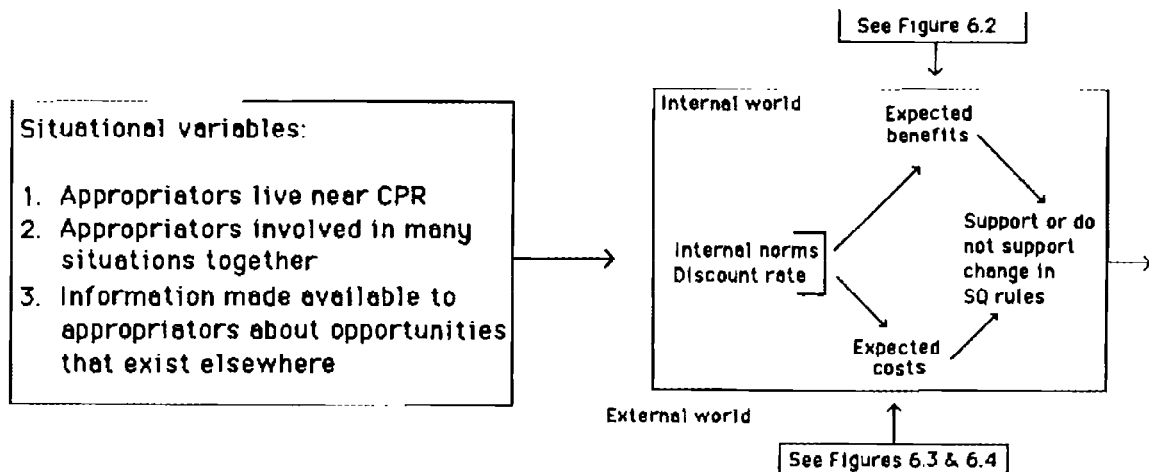 See Figure 6.2
Situational variables:
1. Appropriators live near CPR
2. Appropriators involved in many
situations together
3. Information made available to
appropriators about opportunities
that exist elsewhere
Internal world
Expected
benefits
Internal norms
Discount rate
Support or do
not support
change in
SQ rules
Expected
costs
External world
See Figures 6.3 & 6.4